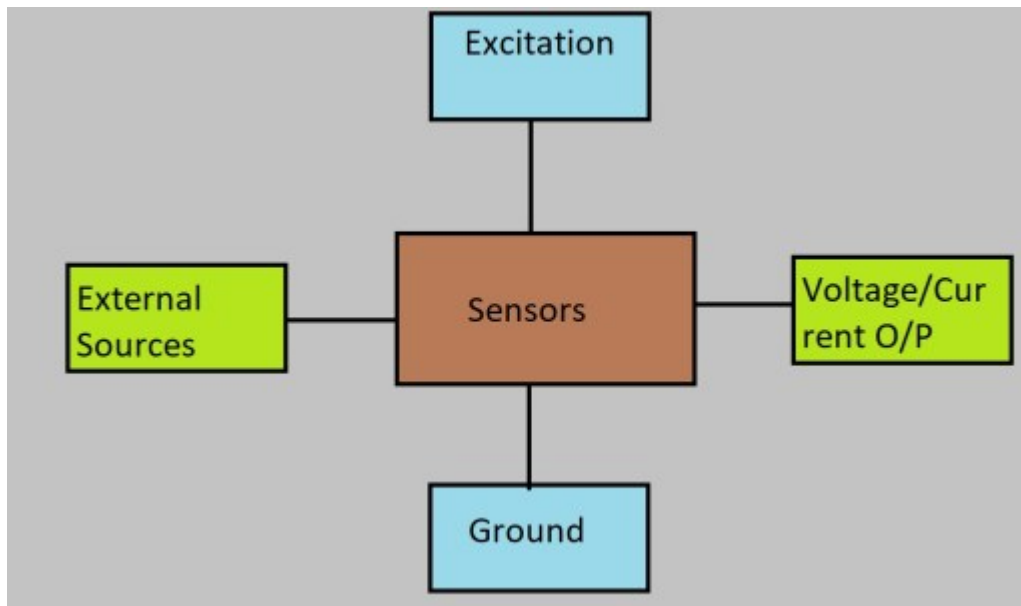 Excitation
External
Sources
Sensors
Voltage/Cur
rent O/P
Ground